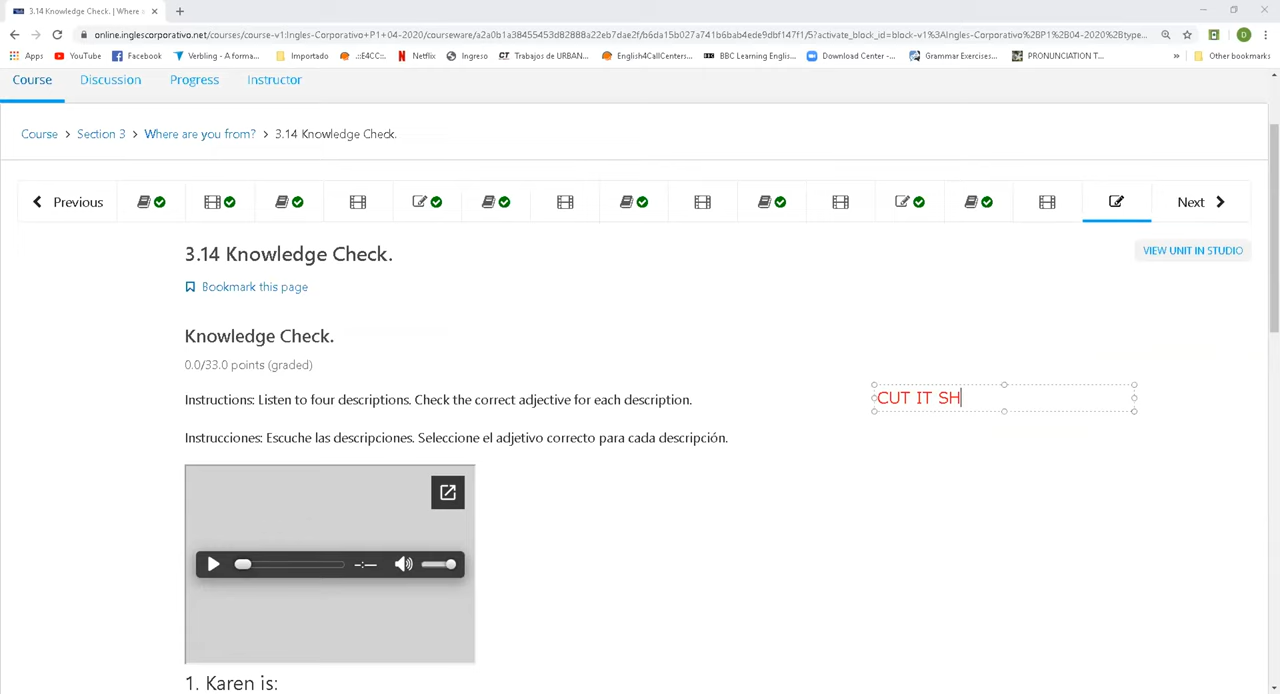 3.14 Knowledge Check. | Where a
online.inglescorporativo.net/courses/course-v1:Ingles-Corporativo+P1+04-2020/courseware/a2a0b1a38455453d82888a22eb7dae2f/b6da15b027a741b6bab4ede9dbf147f1/5?activate_block_id=block-v1%3AIngles-Corporativo%2BP1%2B04-2020%2Btype...
D
Apps YouTube Facebook Verbling - A forma... Importado .::E4CC::. Netflix Ingreso CT Trabajos de URBAN... English4CallCenters... BBC BBC Learning Englis... Download Center -... Grammar Exercises... PRONUNCIATION T... » Other bookmarks
Course Discussion Progress Instructor
Course > Section 3 > Where are you from? > 3.14 Knowledge Check.
Previous Next
3.14 Knowledge Check.
VIEW UNIT IN STUDIO
Bookmark this page
Knowledge Check.
0.0/33.0 points (graded)
Instructions: Listen to four descriptions. Check the correct adjective for each description.
CUT IT SH
Instrucciones: Escuche las descripciones. Seleccione el adjetivo correcto para cada descripción.
-:--
1. Karen is: